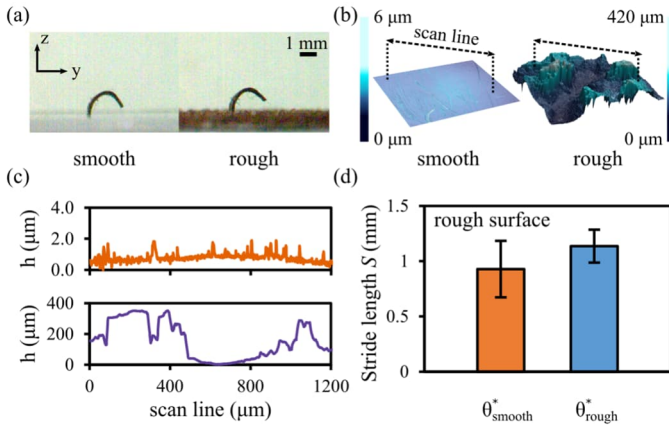 (a)
z
y
1 mm
smooth
rough
(b)
6 μm
scan line
420 μm
0 μm
0 μm
smooth
rough
(c)
h (μm)
4.0
2.0
0.0
h (μm)
400
200
0
0
400
800
1200
scan line (μm)
(d)
Stride length S (mm)
1.5
1
0.5
0
rough surface
θ*smooth
θ*rough